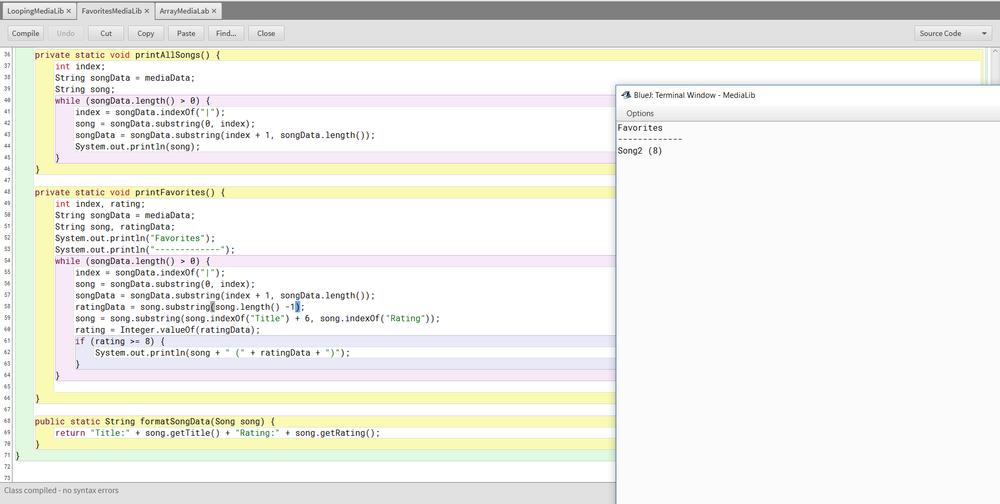 LoopingMediaLib × FavoritesMediaLib × ArrayMediaLab ×
Compile Undo Cut Copy Paste Find... Close Source Code
36 private static void printAllSongs() {
37 int index;
38 String songData = mediaData;
39 String song;
40 while (songData.length() > 0) {
41 index = songData.indexOf("|");
42 song = songData.substring(0, index);
43 songData = songData.substring(index + 1, songData.length());
44 System.out.println(song);
45 }
46 }
47
48 private static void printFavorites() {
49 int index, rating;
50 String songData = mediaData;
51 String song, ratingData;
52 System.out.println("Favorites");
53 System.out.println("-------------");
54 while (songData.length() > 0) {
55 index = songData.indexOf("|");
56 song = songData.substring(0, index);
57 songData = songData.substring(index + 1, songData.length());
58 ratingData = song.substring(song.length() -1);
59 song = song.substring(song.indexOf("Title") + 6, song.indexOf("Rating"));
60 rating = Integer.valueOf(ratingData);
61 if (rating >= 8) {
62 System.out.println(song + " (" + ratingData + ")");
63 }
64 }
65
66 }
67
68 public static String formatSongData(Song song) {
69 return "Title:" + song.getTitle() + "Rating:" + song.getRating();
70 }
71 }
72
73
Class compiled - no syntax errors
BlueJ: Terminal Window - MediaLib
Options
Favorites
-------------
Song2 (8)